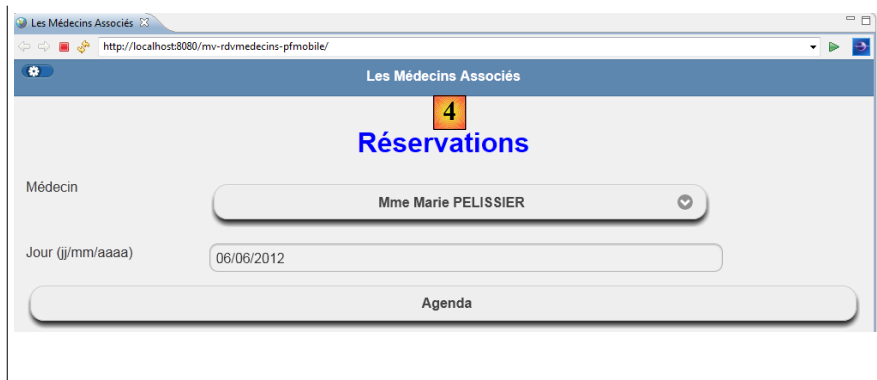 Les Médecins Associés
http://localhost:8080/mv-rdvmedecins-pfmobile/
Les Médecins Associés
4
Réservations
Médecin
Mme Marie PELISSIER
Jour (jj/mm/aaaa)
06/06/2012
Agenda